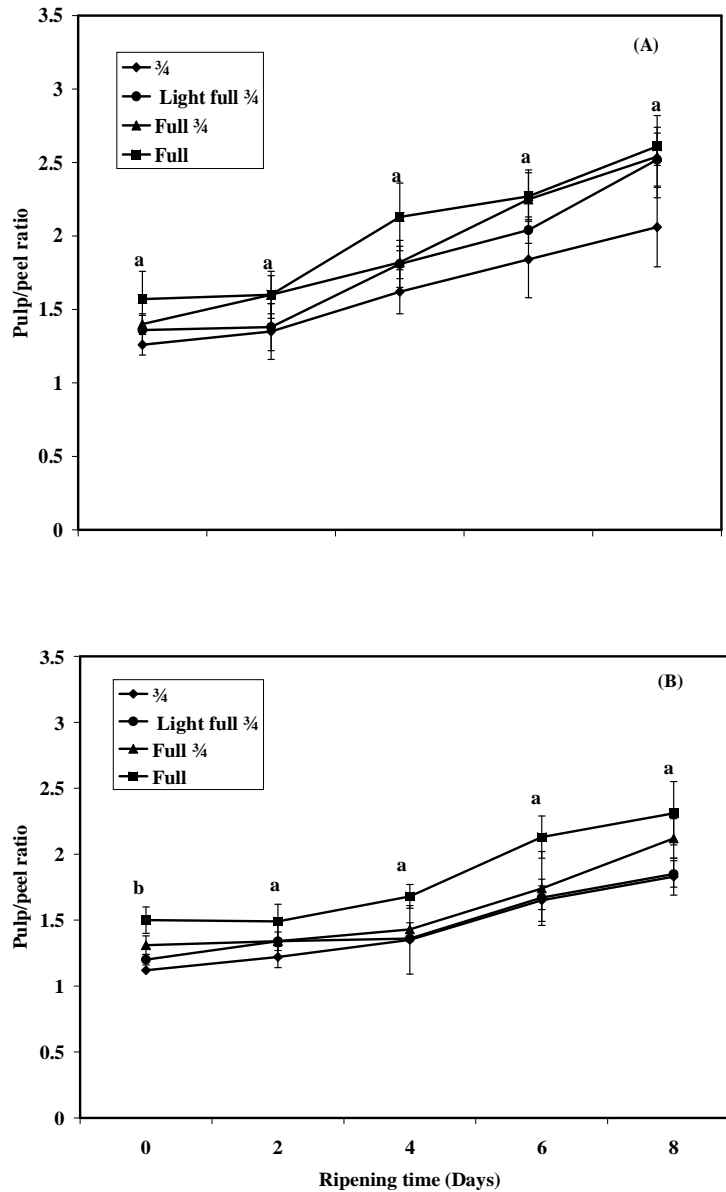 3.5
(A)
¾
Light full ¾
Full ¾
Full
3
a
2.5
a
a
2
a
a
1.5
1
0.5
0
Pulp/peel ratio
3.5
(B)
¾
Light full ¾
Full ¾
Full
3
2.5
a
a
2
a
a
b
1.5
1
0.5
0
Pulp/peel ratio
0 2 4 6 8
Ripening time (Days)